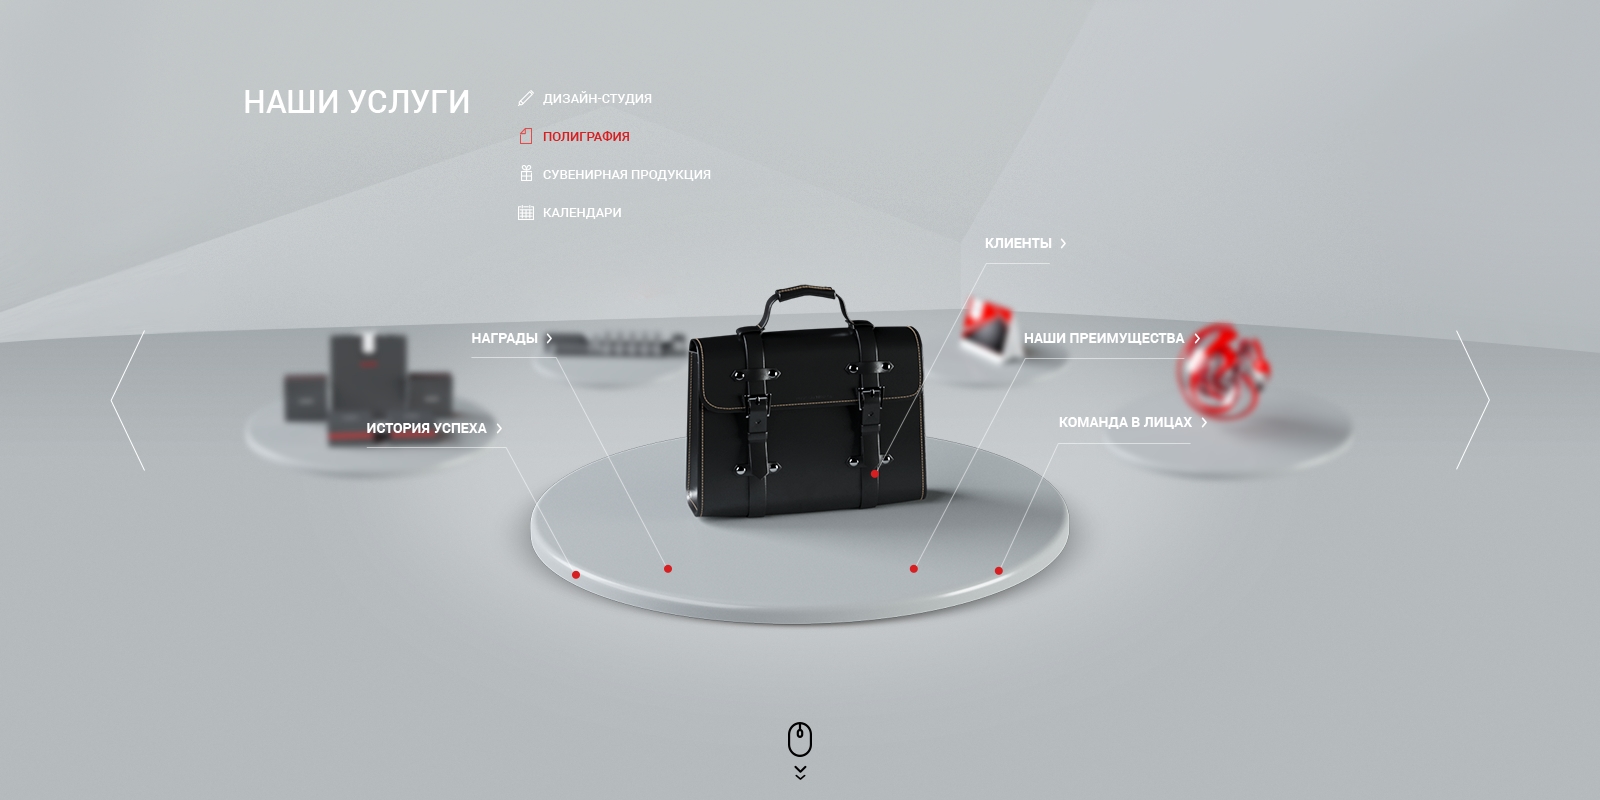 НАШИ УСЛУГИ
ДИЗАЙН-СТУДИЯ
ПОЛИГРАФИЯ
СУВЕНИРНАЯ ПРОДУКЦИЯ
КАЛЕНДАРИ
КЛИЕНТЫ
НАГРАДЫ
НАШИ ПРЕИМУЩЕСТВА
ИСТОРИЯ УСПЕХА
КОМАНДА В ЛИЦАХ